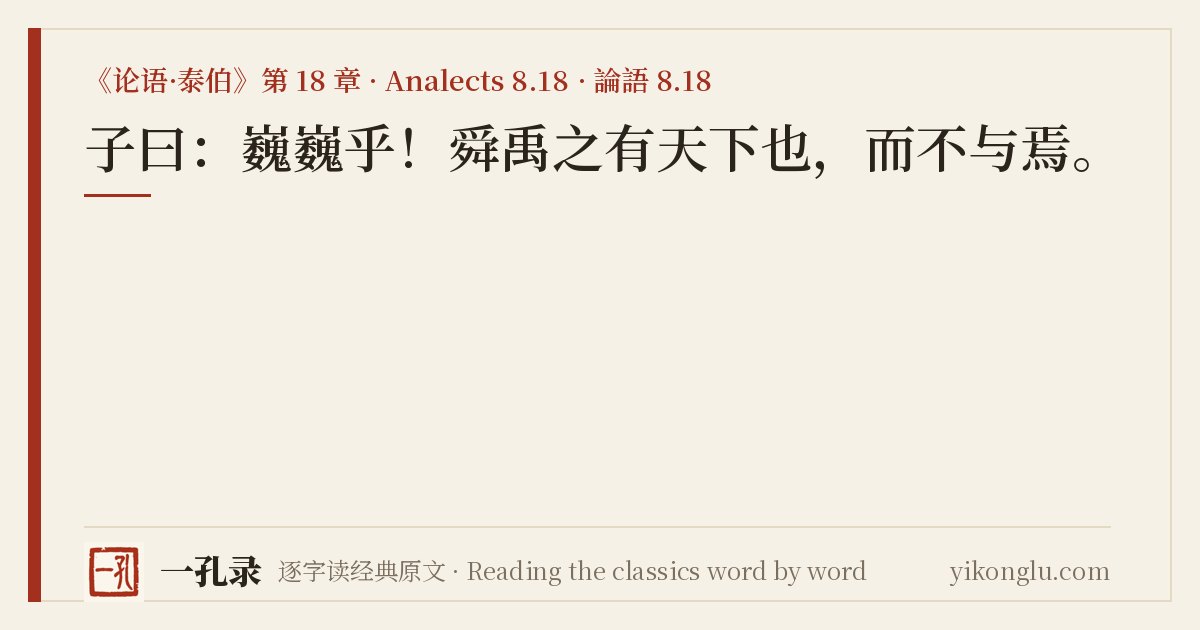 《论语·泰伯》第 18 章 · Analects 8.18 · 論語 8.18
子曰：巍巍乎！舜禹之有天下也，而不与焉。
一孔
一孔录 逐字读经典原文 · Reading the classics word by word yikonglu.com